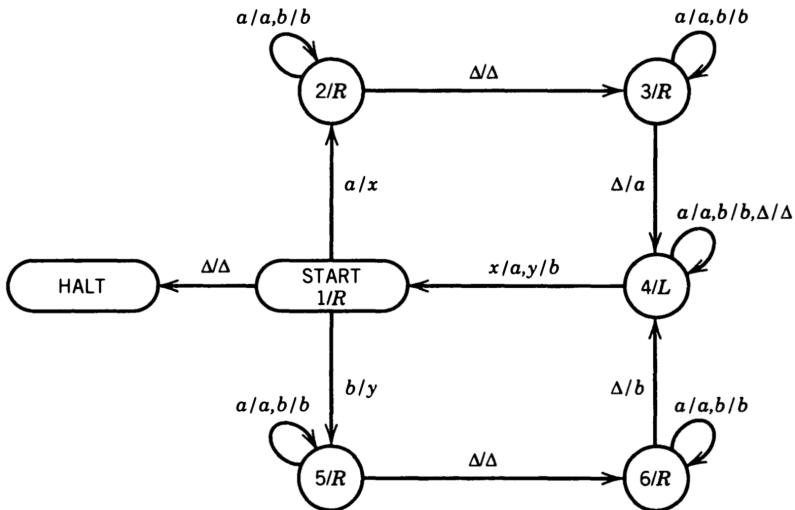 a/a,b/b
a/a,b/b
2/R
Δ/Δ
3/R
a/x
Δ/a
a/a,b/b,Δ/Δ
HALT
Δ/Δ
START
1/R
x/a,y/b
4/L
b/y
Δ/b
a/a,b/b
a/a,b/b
5/R
Δ/Δ
6/R